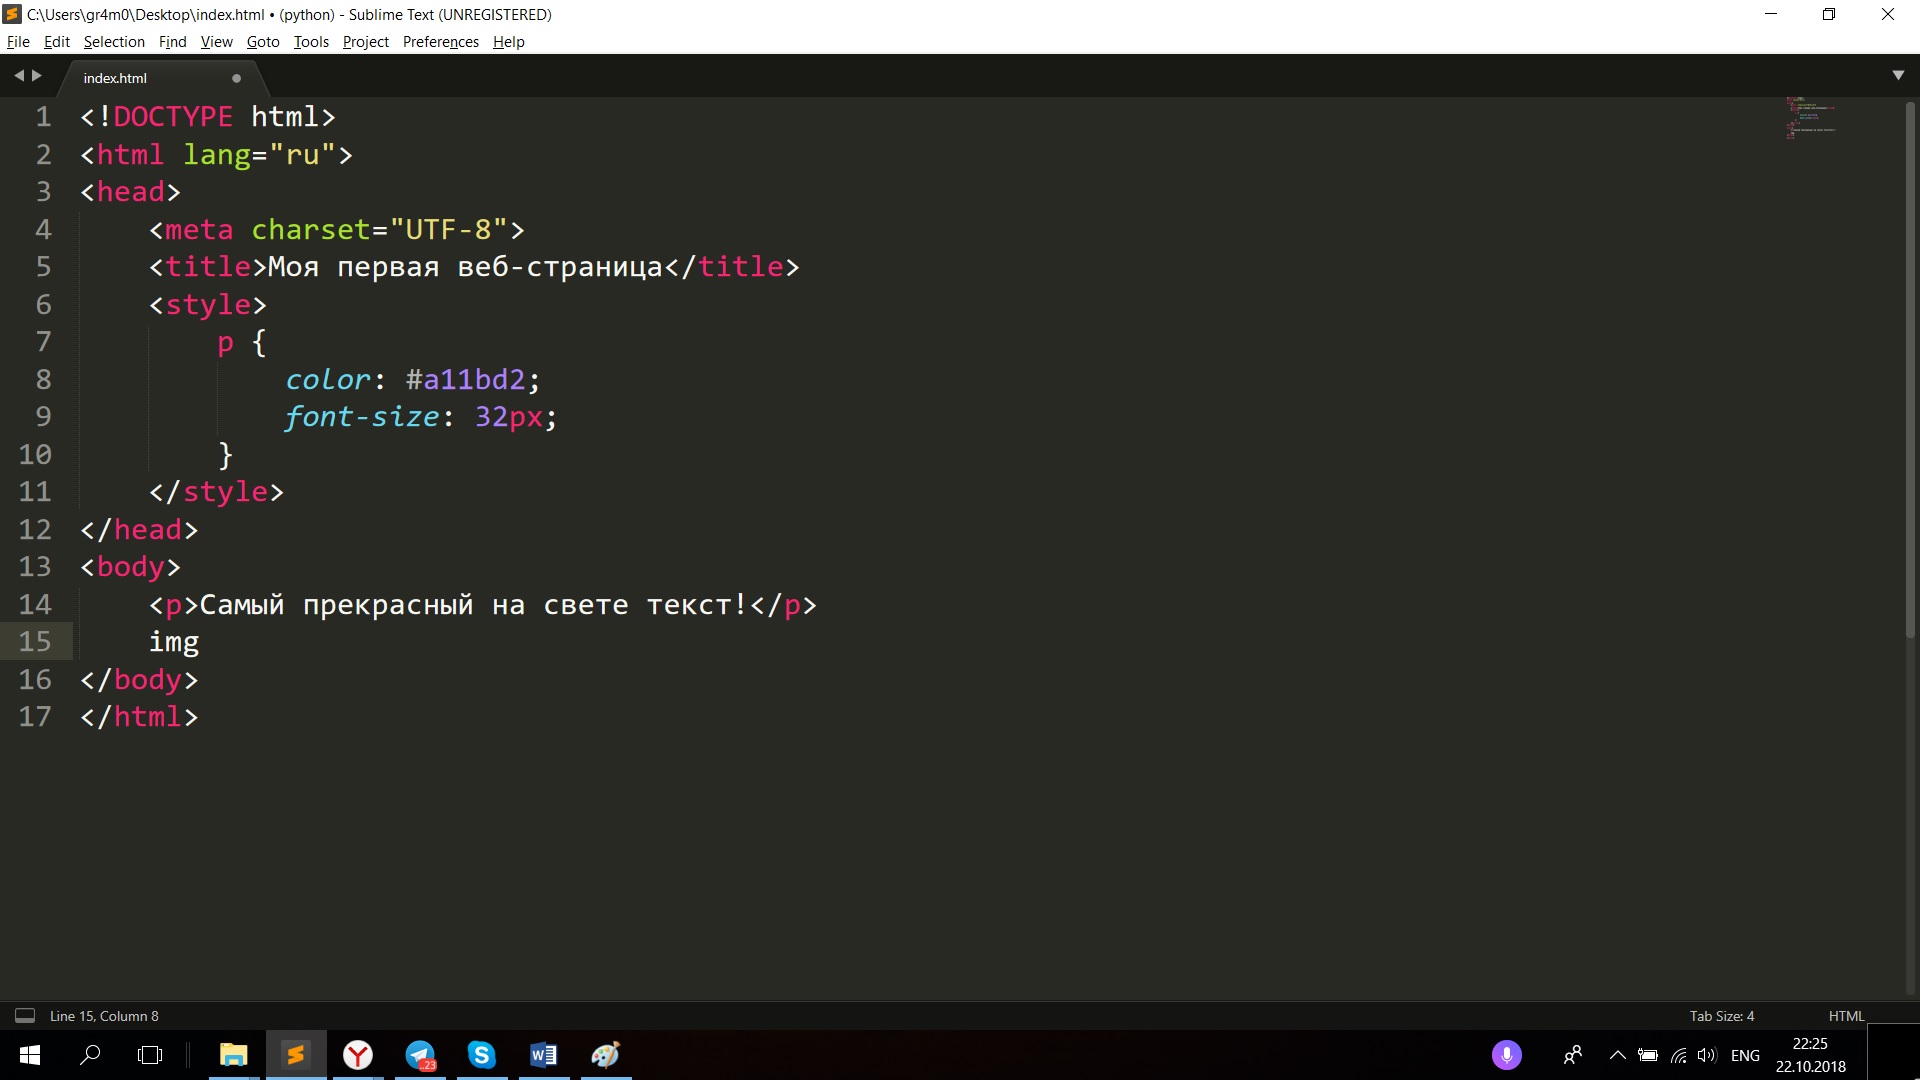 C:\Users\gr4m0\Desktop\index.html • (python) - Sublime Text (UNREGISTERED)
File Edit Selection Find View Goto Tools Project Preferences Help
index.html
1 <!DOCTYPE html>
2 <html lang="ru">
3 <head>
4 <meta charset="UTF-8">
5 <title>Моя первая веб-страница</title>
6 <style>
7 p {
8 color: #a11bd2;
9 font-size: 32px;
10 }
11 </style>
12 </head>
13 <body>
14 <p>Самый прекрасный на свете текст!</p>
15 img
16 </body>
17 </html>
Line 15, Column 8 Tab Size: 4 HTML
..23 ENG 22:25
22.10.2018